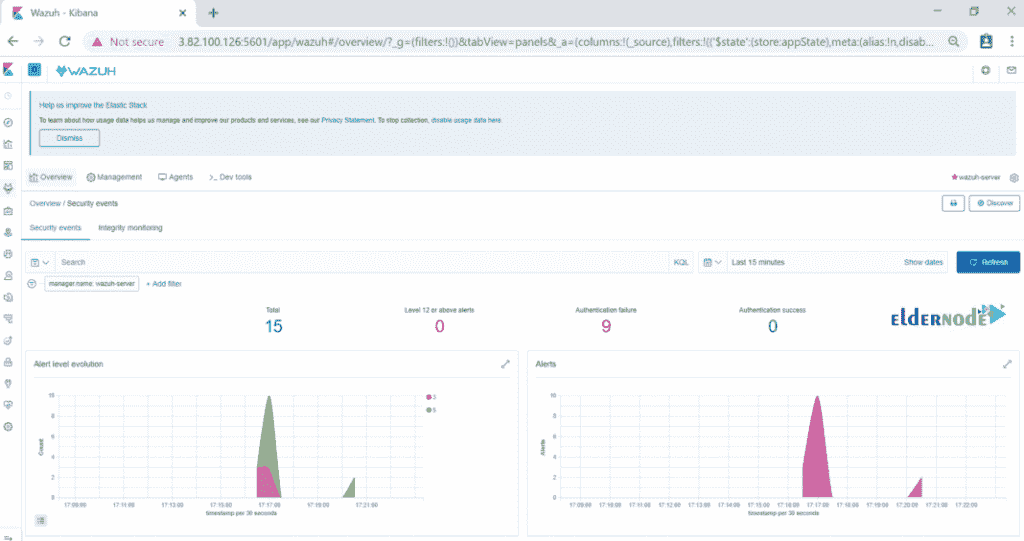 Wazuh - Kibana
Not secure
3.82.100.126:5601/app/wazuh#/overview/?_g=(filters:!())&tabView=panels&_a=(columns:!(_source),filters:!(('$state':(store:appState),meta:(alias:!n,disab...
WAZUH
Help us improve the Elastic Stack
To learn about how usage data helps us manage and improve our products and services, see our Privacy Statement. To stop collection, disable usage data here.
Dismiss
Overview Management Agents >_ Dev tools
wazuh-server
Overview / Security events
Discover
Security events Integrity monitoring
Search KQL Last 15 minutes Show dates Refresh
manager.name: wazuh-server + Add filter
Total Level 12 or above alerts Authentication failure Authentication success
15 0 9 0
eldernode
Alert level evolution
Count
10
8
6
4
2
0
17:09:00 17:11:00 17:13:00 17:15:00 17:17:00 17:19:00 17:21:00
timestamp per 30 seconds
3
5
Alerts
Alerts
10
8
6
4
2
0
17:09:00 17:10:00 17:11:00 17:12:00 17:13:00 17:14:00 17:15:00 17:16:00 17:17:00 17:18:00 17:19:00 17:20:00 17:21:00 17:22:00
timestamp per 30 seconds